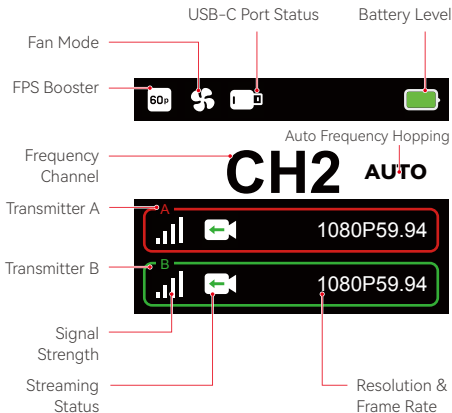 USB-C Port Status
Battery Level
Fan Mode
FPS Booster
60P
Auto Frequency Hopping
Frequency
Channel
CH2
AUTO
Transmitter A
A
1080P59.94
Transmitter B
B
1080P59.94
Signal
Strength
Streaming
Status
Resolution &
Frame Rate